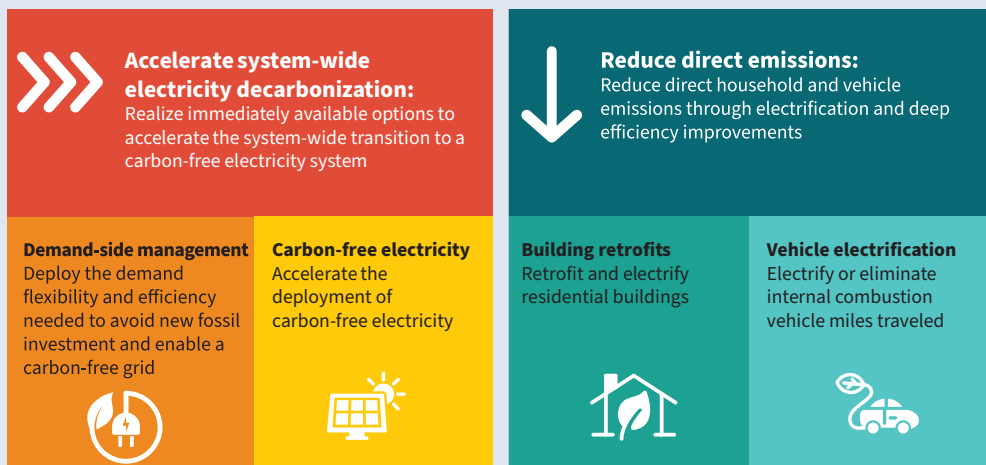 Accelerate system-wide
electricity decarbonization:
Realize immediately available options to
accelerate the system-wide transition to a
carbon-free electricity system
Reduce direct emissions:
Reduce direct household and vehicle
emissions through electrification and deep
efficiency improvements
Demand-side management
Deploy the demand
flexibility and efficiency
needed to avoid new fossil
investment and enable a
carbon-free grid
Carbon-free electricity
Accelerate the
deployment of
carbon-free electricity
Building retrofits
Retrofit and electrify
residential buildings
Vehicle electrification
Electrify or eliminate
internal combustion
vehicle miles traveled